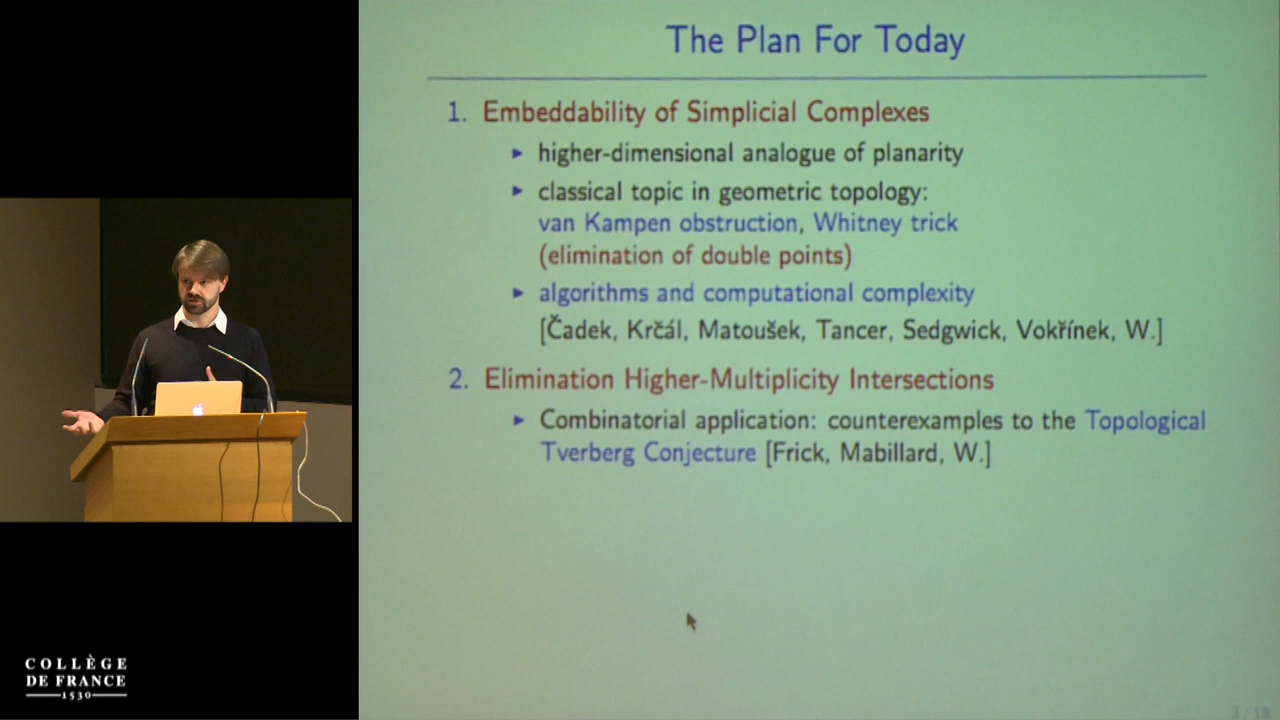 The Plan For Today
1. Embeddability of Simplicial Complexes
▶ higher-dimensional analogue of planarity
▶ classical topic in geometric topology:
van Kampen obstruction, Whitney trick
(elimination of double points)
▶ algorithms and computational complexity
[Čadek, Krčál, Matoušek, Tancer, Sedgwick, Vokřínek, W.]
2. Elimination Higher-Multiplicity Intersections
▶ Combinatorial application: counterexamples to the Topological
Tverberg Conjecture [Frick, Mabillard, W.]
COLLÈGE
DE FRANCE
1530
3 / 18